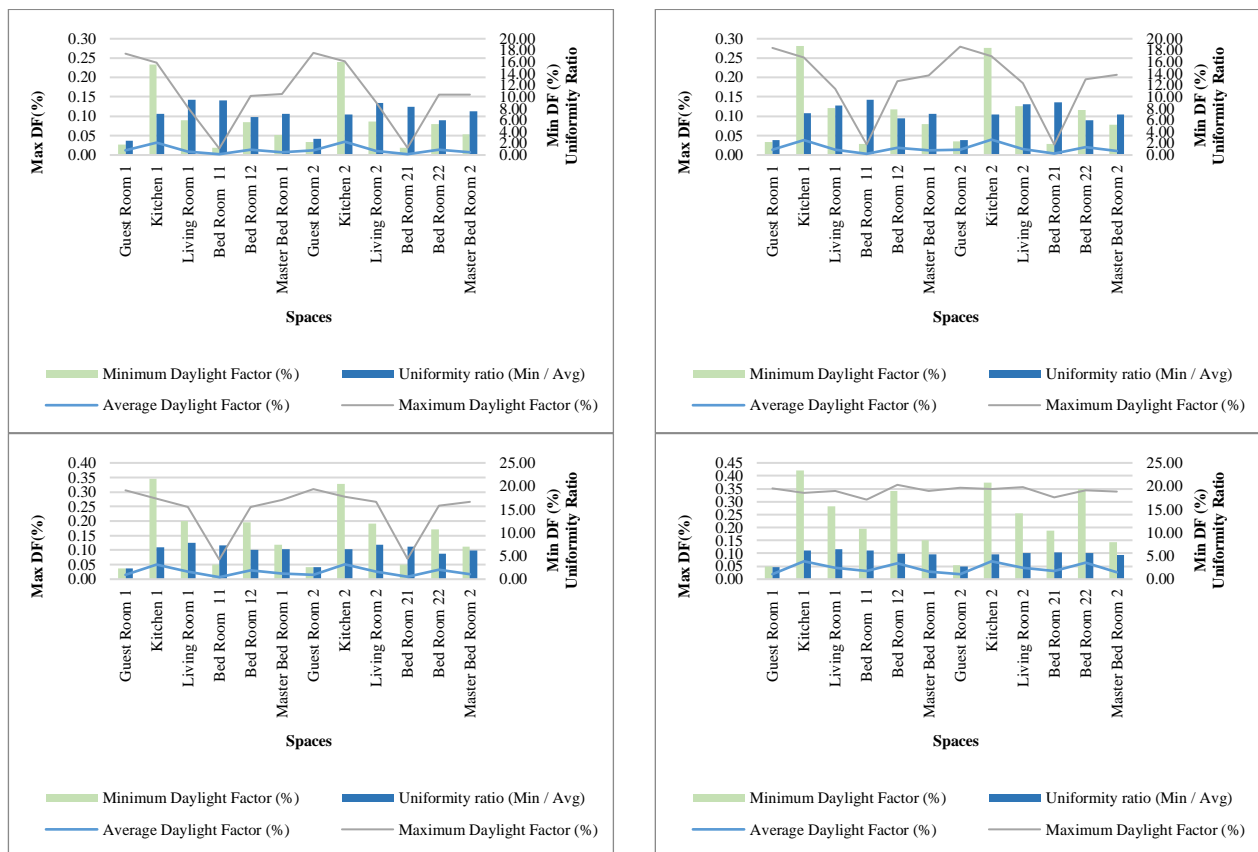 0.30
0.25
0.20
0.15
0.10
0.05
0.00
Max DF(%)
20.00
18.00
16.00
14.00
12.00
10.00
8.00
6.00
4.00
2.00
0.00
Min DF (%)
Uniformity Ratio
Guest Room 1
Kitchen 1
Living Room 1
Bed Room 11
Bed Room 12
Master Bed Room 1
Guest Room 2
Kitchen 2
Living Room 2
Bed Room 21
Bed Room 22
Master Bed Room 2
Spaces
Minimum Daylight Factor (%)
Uniformity ratio (Min / Avg)
Average Daylight Factor (%)
Maximum Daylight Factor (%)
0.30
0.25
0.20
0.15
0.10
0.05
0.00
Max DF(%)
20.00
18.00
16.00
14.00
12.00
10.00
8.00
6.00
4.00
2.00
0.00
Min DF (%)
Uniformity Ratio
Guest Room 1
Kitchen 1
Living Room 1
Bed Room 11
Bed Room 12
Master Bed Room 1
Guest Room 2
Kitchen 2
Living Room 2
Bed Room 21
Bed Room 22
Master Bed Room 2
Spaces
Minimum Daylight Factor (%)
Uniformity ratio (Min / Avg)
Average Daylight Factor (%)
Maximum Daylight Factor (%)
0.40
0.35
0.30
0.25
0.20
0.15
0.10
0.05
0.00
Max DF(%)
25.00
20.00
15.00
10.00
5.00
0.00
Min DF (%)
Uniformity Ratio
Guest Room 1
Kitchen 1
Living Room 1
Bed Room 11
Bed Room 12
Master Bed Room 1
Guest Room 2
Kitchen 2
Living Room 2
Bed Room 21
Bed Room 22
Master Bed Room 2
Spaces
Minimum Daylight Factor (%)
Uniformity ratio (Min / Avg)
Average Daylight Factor (%)
Maximum Daylight Factor (%)
0.45
0.40
0.35
0.30
0.25
0.20
0.15
0.10
0.05
0.00
Max DF(%)
25.00
20.00
15.00
10.00
5.00
0.00
Min DF (%)
Uniformity Ratio
Guest Room 1
Kitchen 1
Living Room 1
Bed Room 11
Bed Room 12
Master Bed Room 1
Guest Room 2
Kitchen 2
Living Room 2
Bed Room 21
Bed Room 22
Master Bed Room 2
Spaces
Minimum Daylight Factor (%)
Uniformity ratio (Min / Avg)
Average Daylight Factor (%)
Maximum Daylight Factor (%)